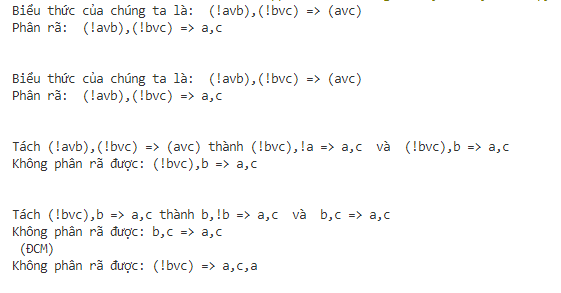 Biểu thức của chúng ta là:  (!avb),(!bvc) => (avc)
Phân rã:  (!avb),(!bvc) => a,c
Biểu thức của chúng ta là:  (!avb),(!bvc) => (avc)
Phân rã:  (!avb),(!bvc) => a,c
Tách (!avb),(!bvc) => (avc) thành (!bvc),!a => a,c  và  (!bvc),b => a,c
Không phân rã được: (!bvc),b => a,c
Tách (!bvc),b => a,c thành b,!b => a,c  và  b,c => a,c
Không phân rã được: b,c => a,c
(ĐCM)
Không phân rã được: (!bvc) => a,c,a